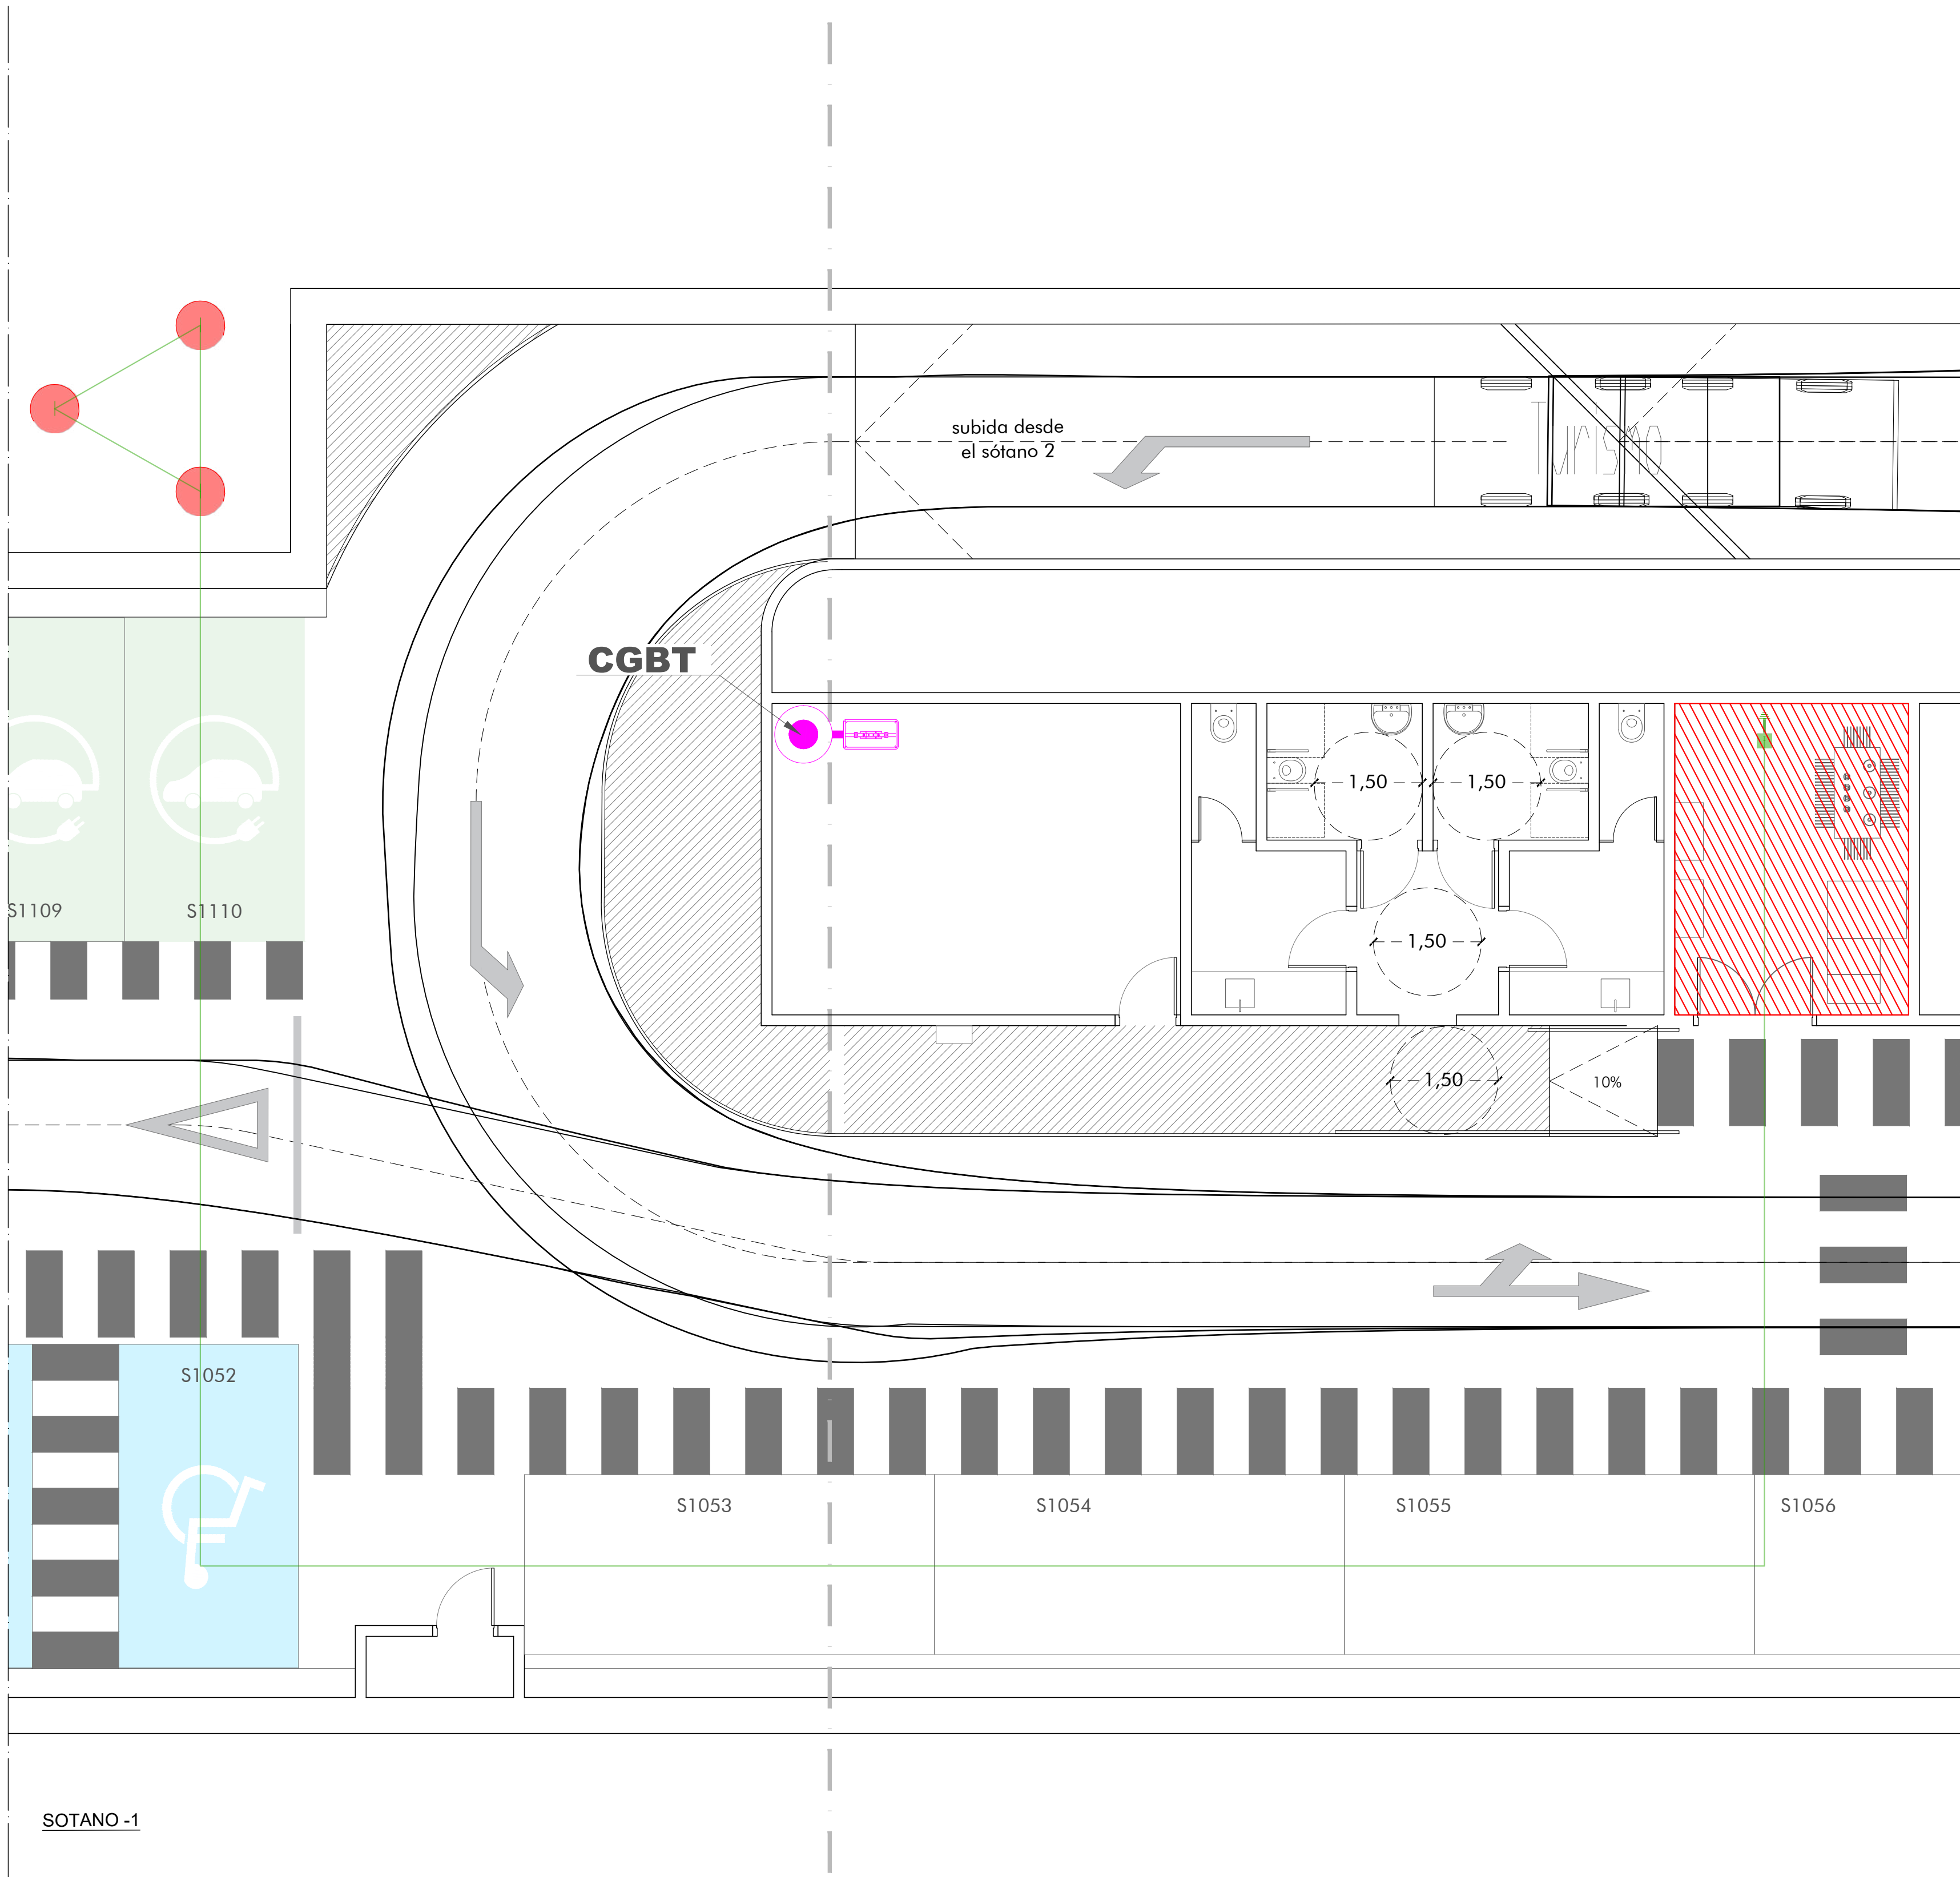 subida desde
el sótano 2
CGBT
1,50
1,50
S1109
S1110
1,50
1,50
10%
S1052
S1053
S1054
S1055
S1056
SOTANO -1